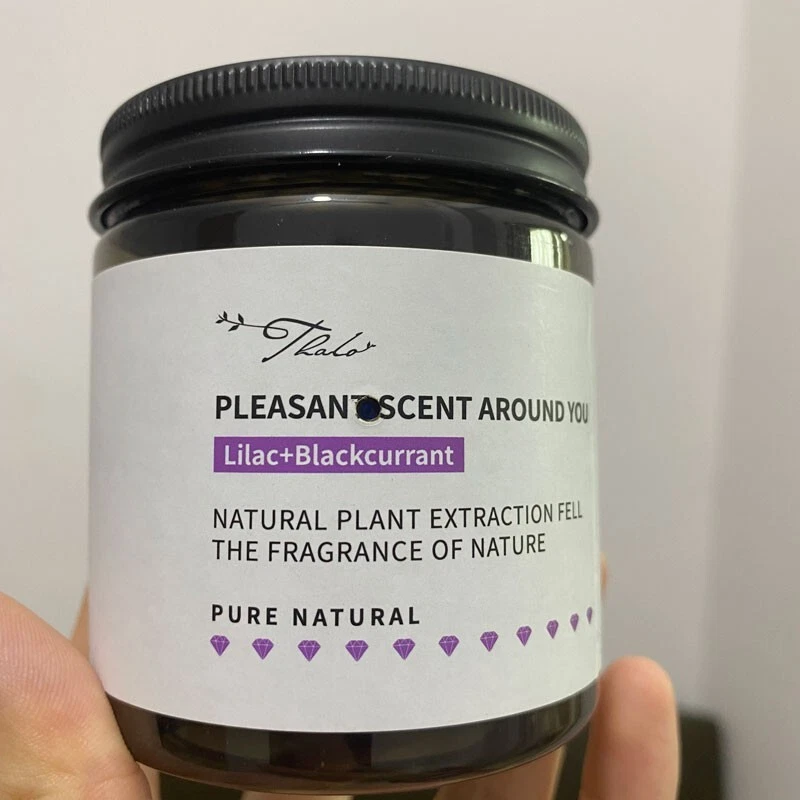 Thalo
PLEASANT SCENT AROUND YOU
Lilac+Blackcurrant
NATURAL PLANT EXTRACTION FELL
THE FRAGRANCE OF NATURE
PURE NATURAL